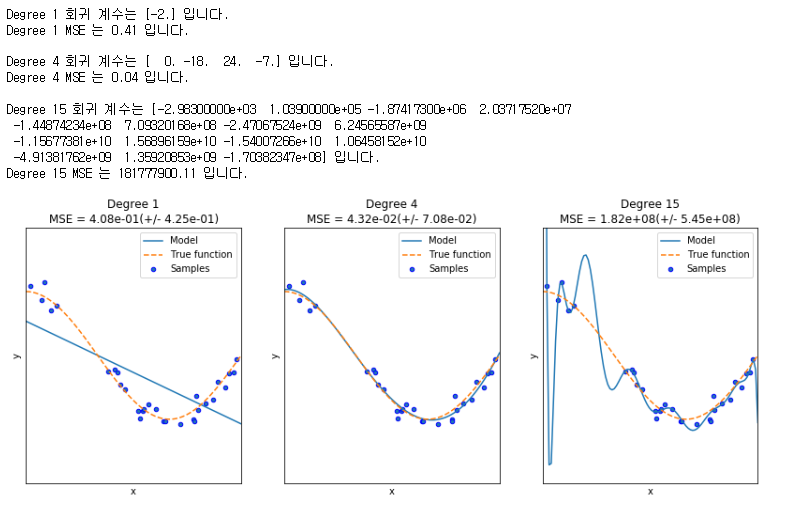 Degree 1 회귀 계수는 [-2.] 입니다.
Degree 1 MSE 는 0.41 입니다.
Degree 4 회귀 계수는 [  0. -18.  24.  -7.] 입니다.
Degree 4 MSE 는 0.04 입니다.
Degree 15 회귀 계수는 [-2.98300000e+03  1.03900000e+05 -1.87417300e+06  2.03717520e+07
-1.44874234e+08  7.09320168e+08 -2.47067524e+09  6.24565587e+09
-1.15677381e+10  1.56896159e+10 -1.54007266e+10  1.06458152e+10
-4.91381762e+09  1.35920853e+09 -1.70382347e+08] 입니다.
Degree 15 MSE 는 181777900.11 입니다.
Degree 1
MSE = 4.08e-01(+/- 4.25e-01)
Model
True function
Samples
y
x
Degree 4
MSE = 4.32e-02(+/- 7.08e-02)
Model
True function
Samples
y
x
Degree 15
MSE = 1.82e+08(+/- 5.45e+08)
Model
True function
Samples
y
x